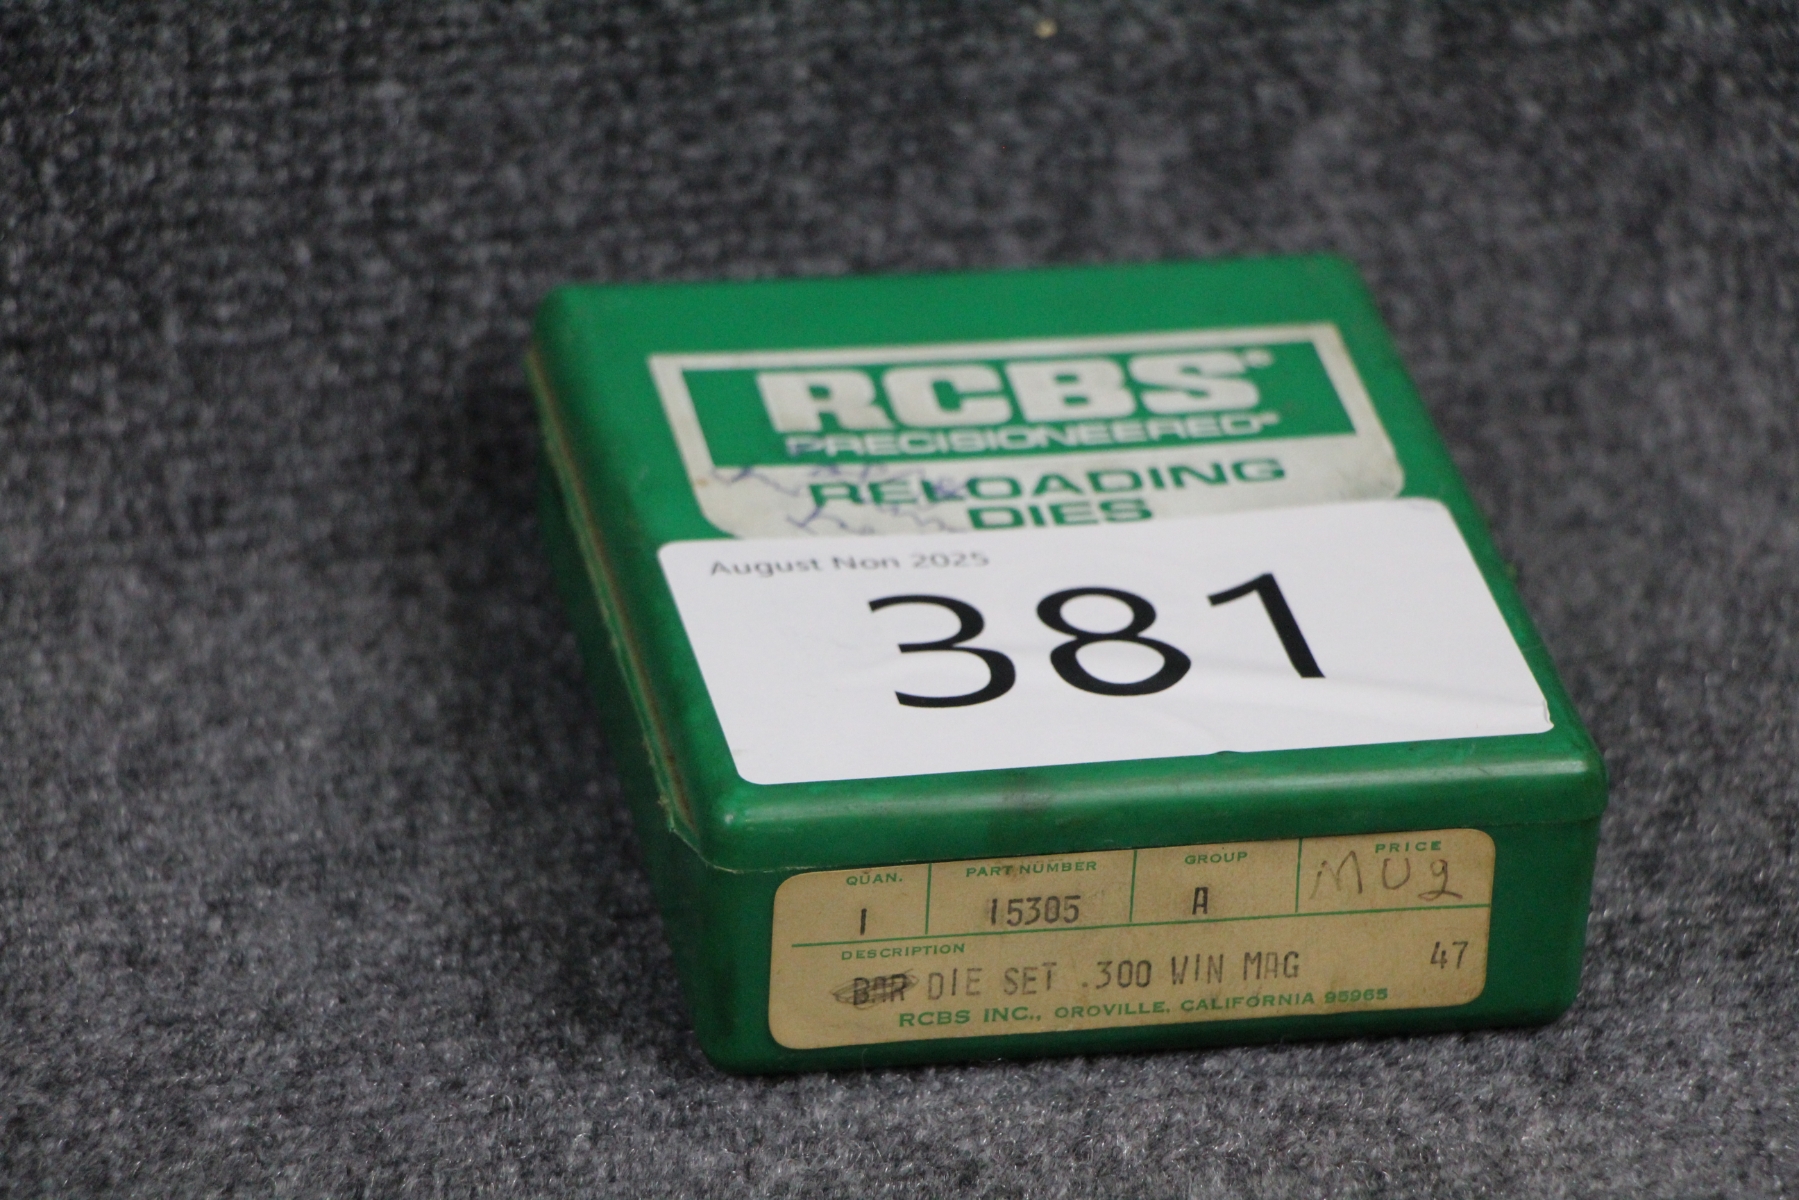 RCBS
PRECISIONEERED
RELOADING
DIES
August Non 2025
381
QUAN. PART NUMBER GROUP PRICE
1 15305 A
DESCRIPTION
BAR DIE SET .300 WIN MAG 47
RCBS INC., OROVILLE, CALIFORNIA 95965